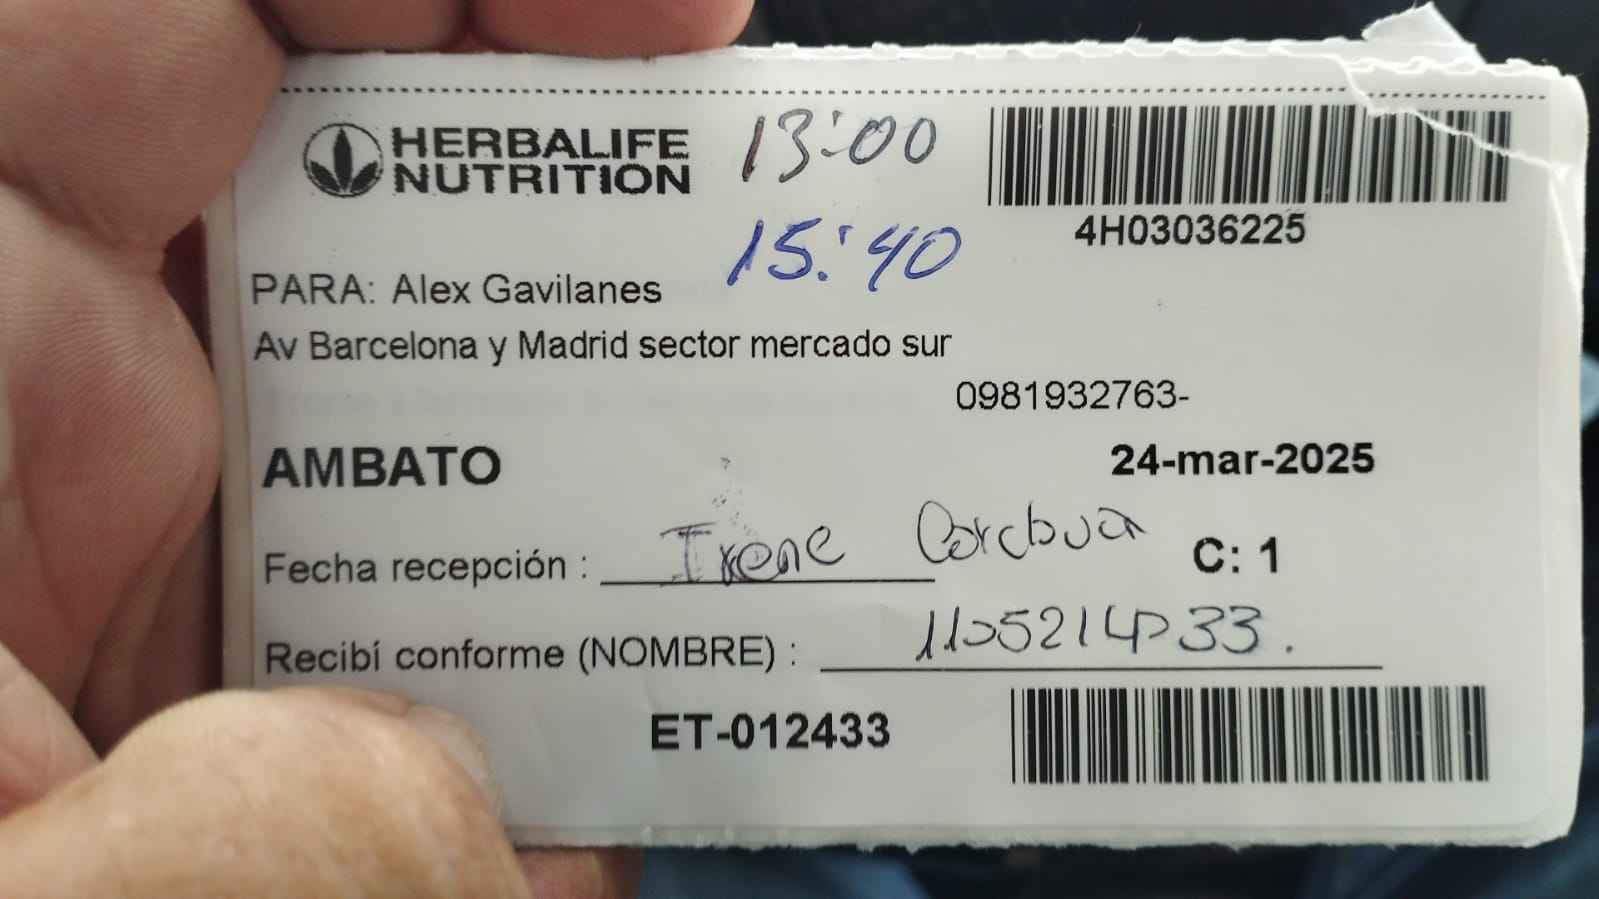 HERBALIFE
NUTRITION
13:00
4H03036225
15:40
PARA: Alex Gavilanes
Av Barcelona y Madrid sector mercado sur
0981932763-
AMBATO
24-mar-2025
Fecha recepción : Irene
C: 1
Recibí conforme (NOMBRE) : 1105214033.
ET-012433